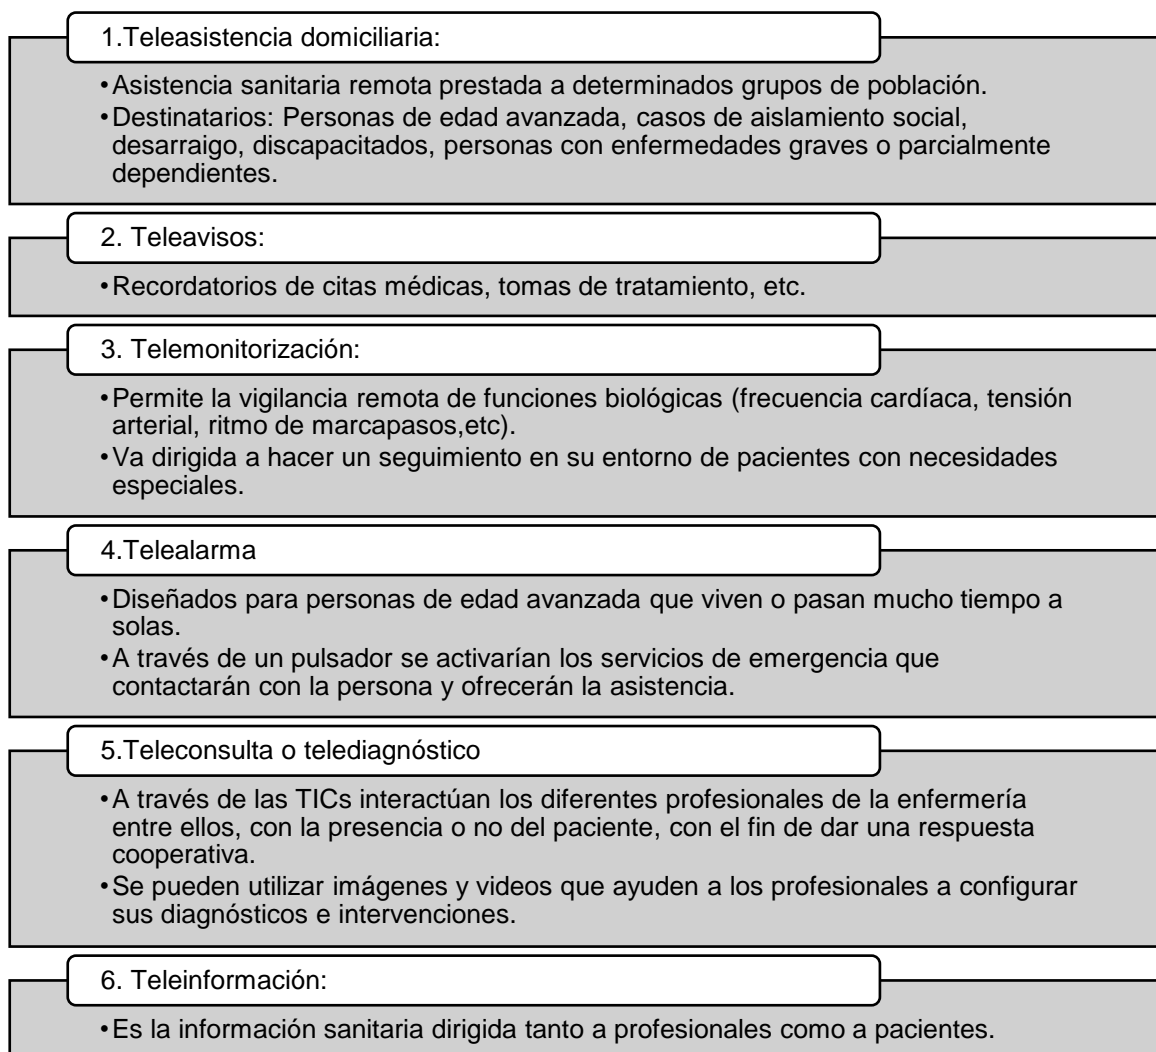 1.Teleasistencia domiciliaria:
•Asistencia sanitaria remota prestada a determinados grupos de población.
•Destinatarios: Personas de edad avanzada, casos de aislamiento social,
desarraigo, discapacitados, personas con enfermedades graves o parcialmente
dependientes.
2. Teleavisos:
•Recordatorios de citas médicas, tomas de tratamiento, etc.
3. Telemonitorización:
•Permite la vigilancia remota de funciones biológicas (frecuencia cardíaca, tensión
arterial, ritmo de marcapasos,etc).
•Va dirigida a hacer un seguimiento en su entorno de pacientes con necesidades
especiales.
4.Telealarma
•Diseñados para personas de edad avanzada que viven o pasan mucho tiempo a
solas.
•A través de un pulsador se activarían los servicios de emergencia que
contactarán con la persona y ofrecerán la asistencia.
5.Teleconsulta o telediagnóstico
•A través de las TICs interactúan los diferentes profesionales de la enfermería
entre ellos, con la presencia o no del paciente, con el fin de dar una respuesta
cooperativa.
•Se pueden utilizar imágenes y videos que ayuden a los profesionales a configurar
sus diagnósticos e intervenciones.
6. Teleinformación:
•Es la información sanitaria dirigida tanto a profesionales como a pacientes.